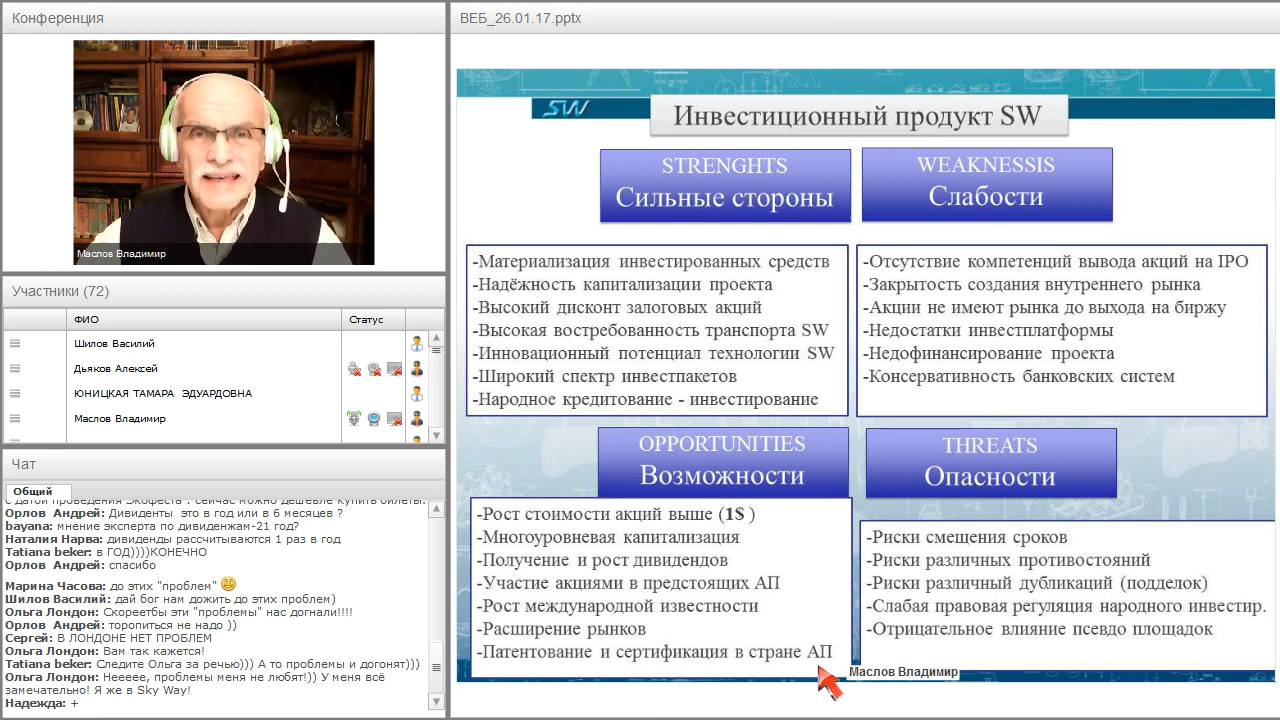 Конференция
Маслов Владимир
Участники (72)
ФИО
Статус
Шилов Василий
Дьяков Алексей
ЮНИЦКАЯ ТАМАРА ЭДУАРДОВНА
Маслов Владимир
Чат
Общий
с датой проведения Экофеста . сейчас можно дешевле купить билеты.
Орлов Андрей: Дивиденты это в год или в 6 месяцев ?
bayana: мнение эксперта по дивиденжам-21 год?
Наталия Нарва: дивиденды рассчитываются 1 раз в год
Tatiana beker: в ГОД))))КОНЕЧНО
Орлов Андрей: спасибо
Марина Часова: до этих "проблем"
Шилов Василий: дай бог нам дожить до этих проблем)
Ольга Лондон: Скореетбы эти "проблемы" нас догнали!!!!
Орлов Андрей: торопиться не надо ))
Сергей: В ЛОНДОНЕ НЕТ ПРОБЛЕМ
Ольга Лондон: Вам так кажется!
Tatiana beker: Следите Ольга за речью))) А то проблемы и догонят)))
Ольга Лондон: Нееееет проблемы меня не любят!)) У меня всё
замечательно! Я же в Sky Way!
Надежда: +
ВЕБ_26.01.17.pptx
SW
Инвестиционный продукт SW
STRENGHTS
Сильные стороны
WEAKNESSIS
Слабости
-Материализация инвестированных средств
-Надёжность капитализации проекта
-Высокий дисконт залоговых акций
-Высокая востребованность транспорта SW
-Инновационный потенциал технологии SW
-Широкий спектр инвестпакетов
-Народное кредитование - инвестирование
-Отсутствие компетенций вывода акций на IPO
-Закрытость создания внутреннего рынка
-Акции не имеют рынка до выхода на биржу
-Недостатки инвестплатформы
-Недофинансирование проекта
-Консервативность банковских систем
OPPORTUNITIES
Возможности
THREATS
Опасности
-Рост стоимости акций выше (1$ )
-Многоуровневая капитализация
-Получение и рост дивидендов
-Участие акциями в предстоящих АП
-Рост международной известности
-Расширение рынков
-Патентование и сертификация в стране АП
-Риски смещения сроков
-Риски различных противостояний
-Риски различный дубликаций (подделок)
-Слабая правовая регуляция народного инвестир.
-Отрицательное влияние псевдо площадок
Маслов Владимир